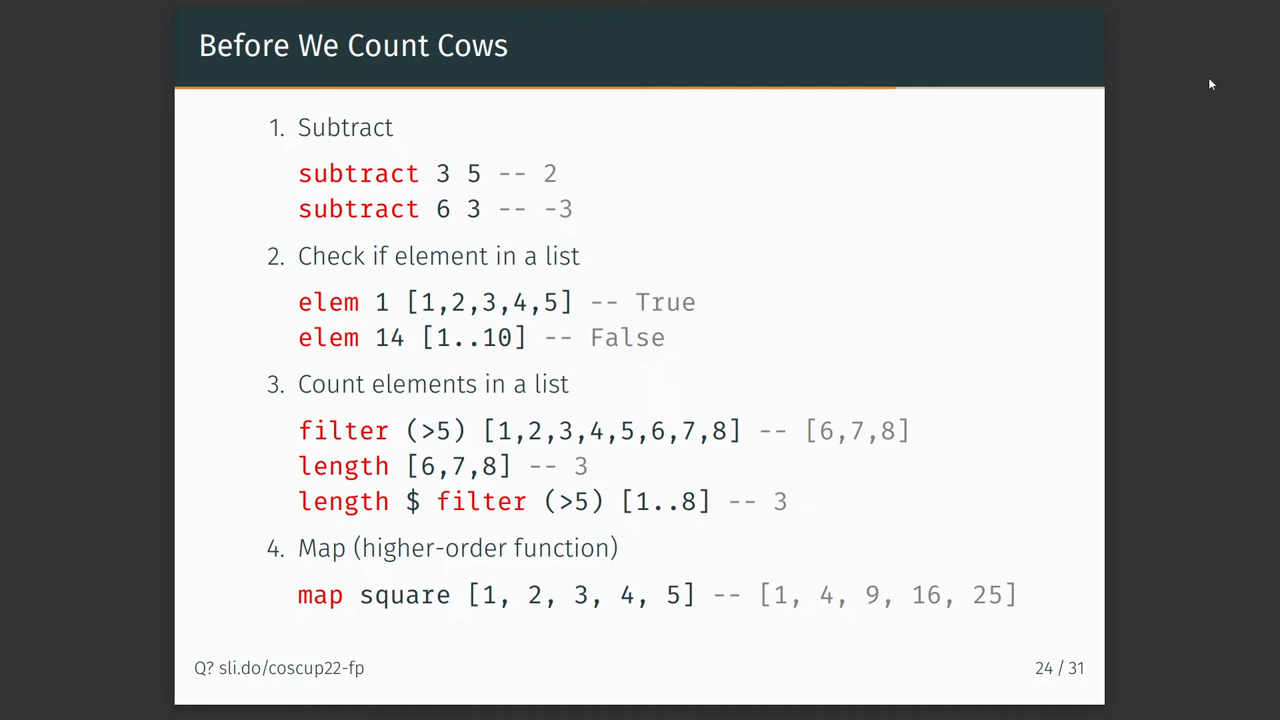 Before We Count Cows
1. Subtract
subtract 3 5 -- 2
subtract 6 3 -- -3
2. Check if element in a list
elem 1 [1,2,3,4,5] -- True
elem 14 [1..10] -- False
3. Count elements in a list
filter (>5) [1,2,3,4,5,6,7,8] -- [6,7,8]
length [6,7,8] -- 3
length $ filter (>5) [1..8] -- 3
4. Map (higher-order function)
map square [1, 2, 3, 4, 5] -- [1, 4, 9, 16, 25]
Q? sli.do/coscup22-fp
24 / 31